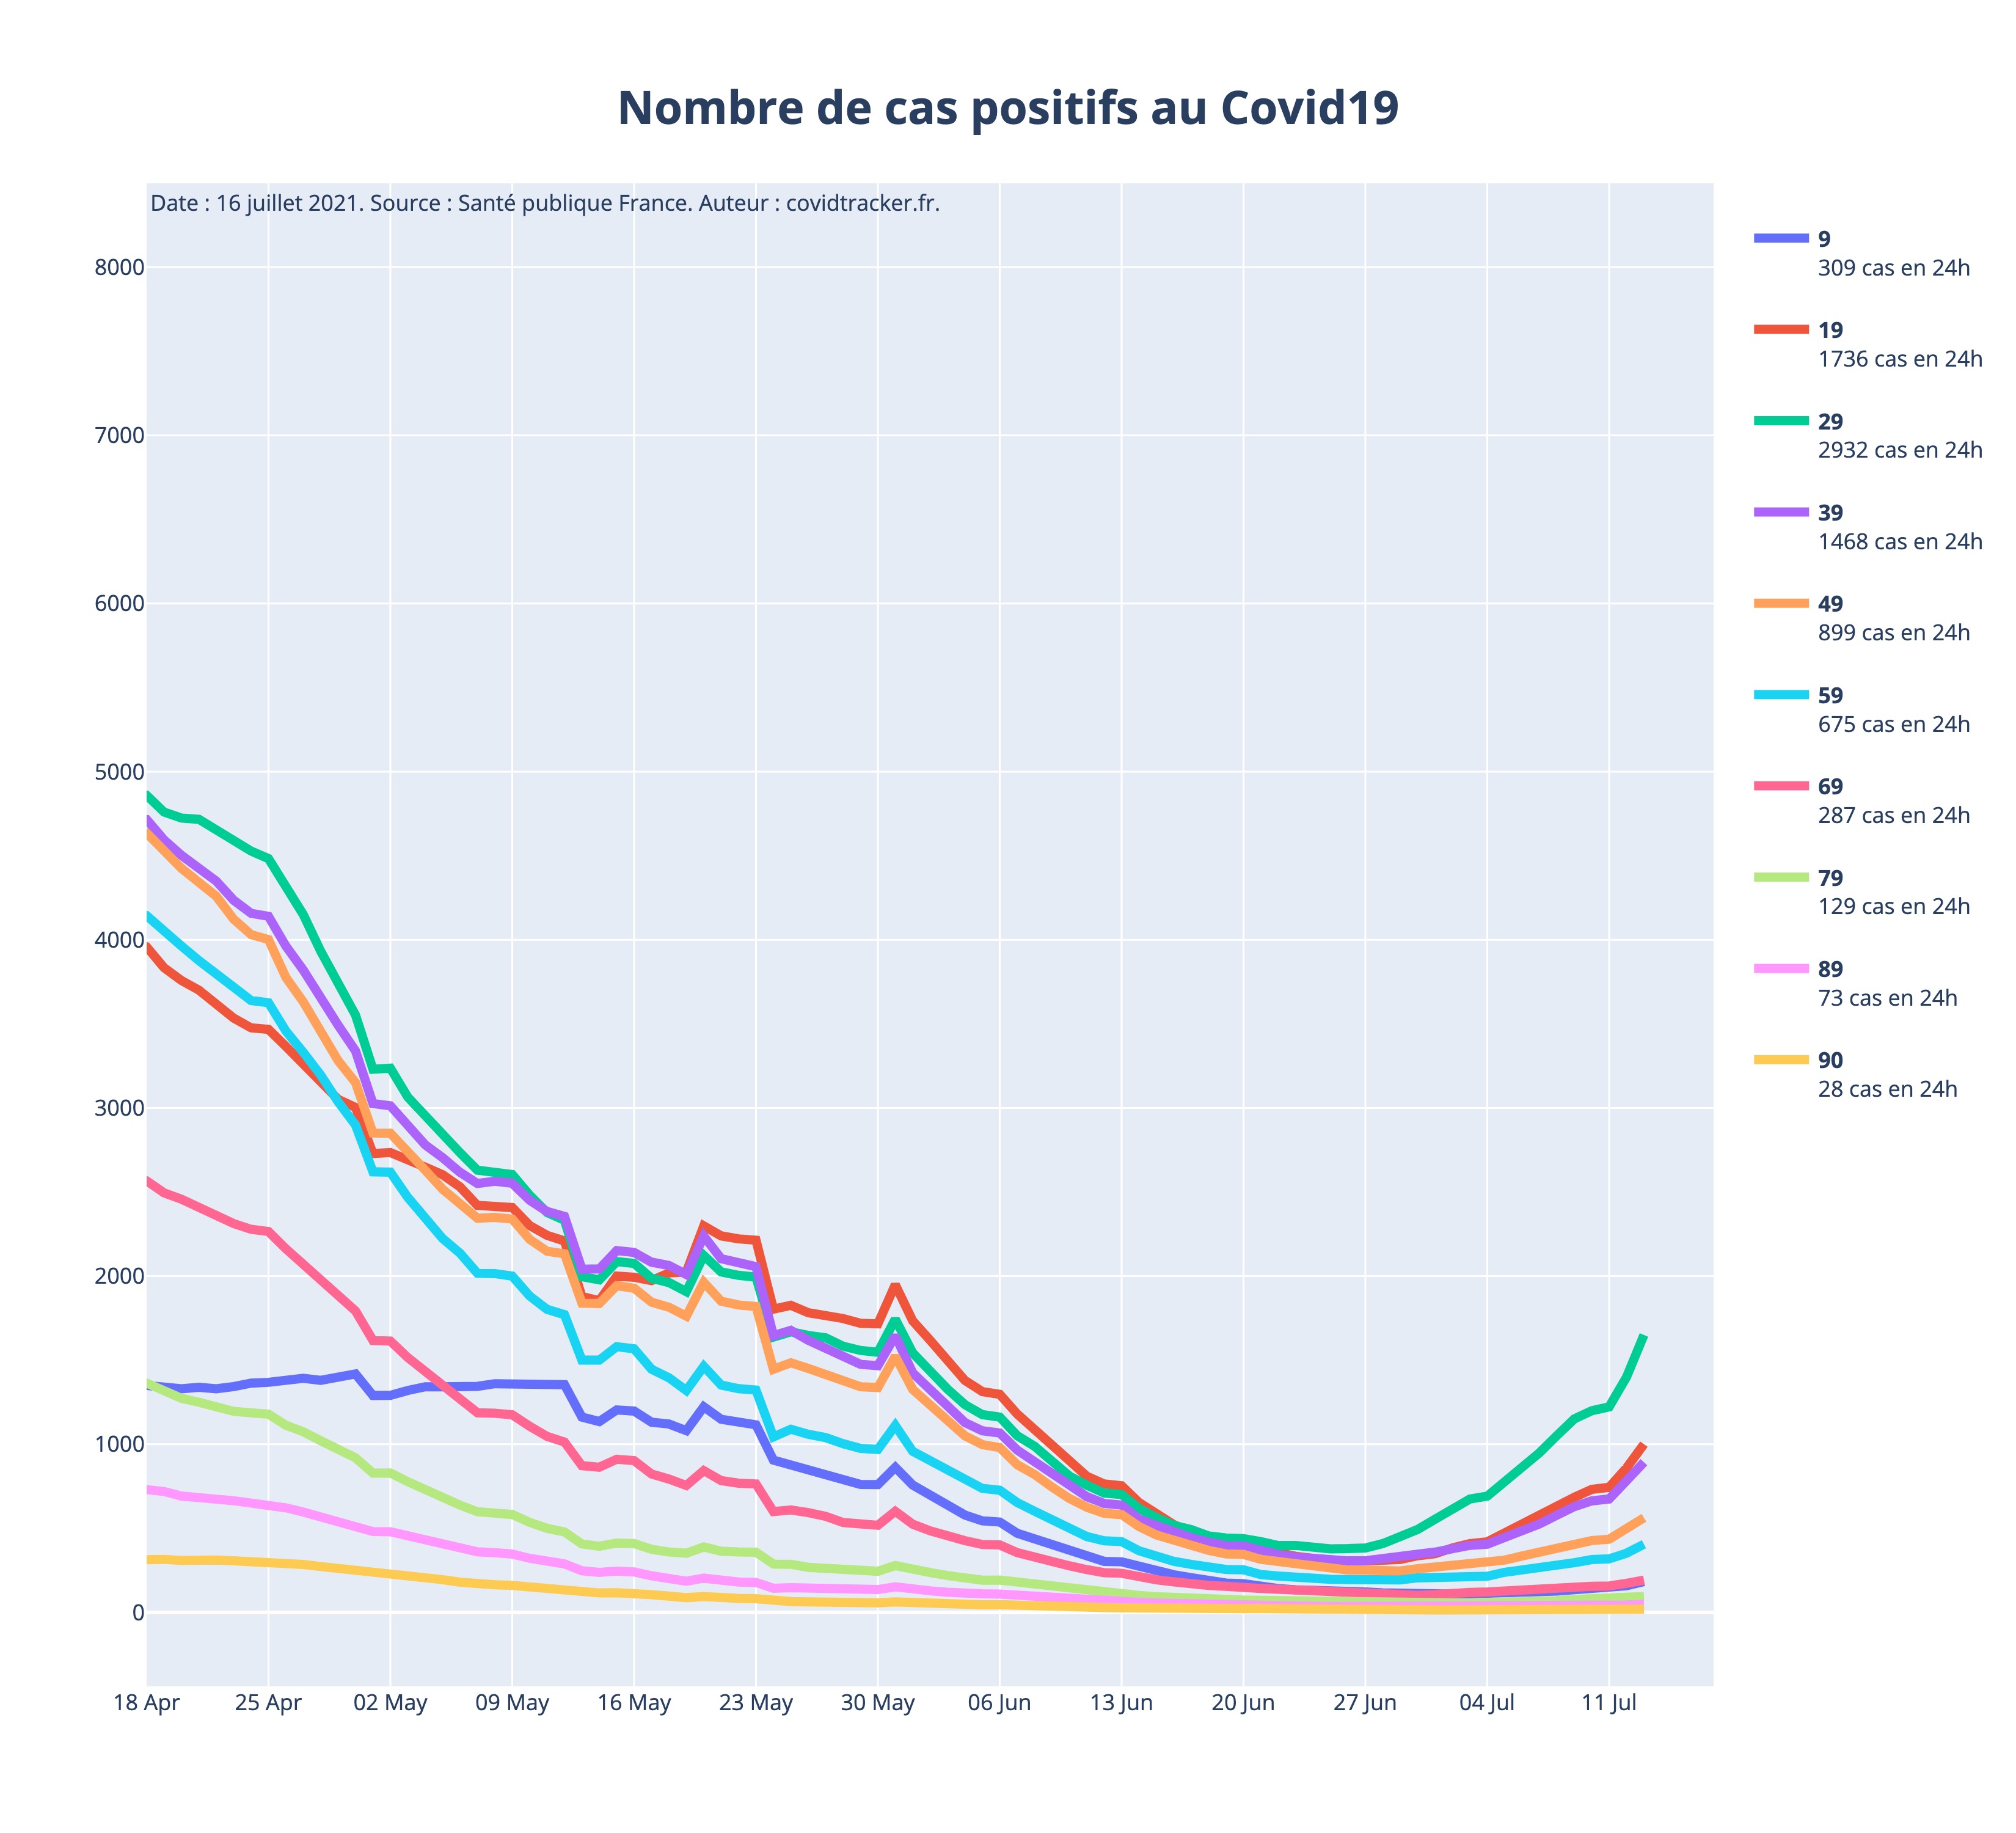 Nombre de cas positifs au Covid19
Date : 16 juillet 2021. Source : Santé publique France. Auteur : covidtracker.fr.
8000
7000
6000
5000
4000
3000
2000
1000
0
18 Apr
25 Apr
02 May
09 May
16 May
23 May
30 May
06 Jun
13 Jun
20 Jun
27 Jun
04 Jul
11 Jul
9
309 cas en 24h
19
1736 cas en 24h
29
2932 cas en 24h
39
1468 cas en 24h
49
899 cas en 24h
59
675 cas en 24h
69
287 cas en 24h
79
129 cas en 24h
89
73 cas en 24h
90
28 cas en 24h